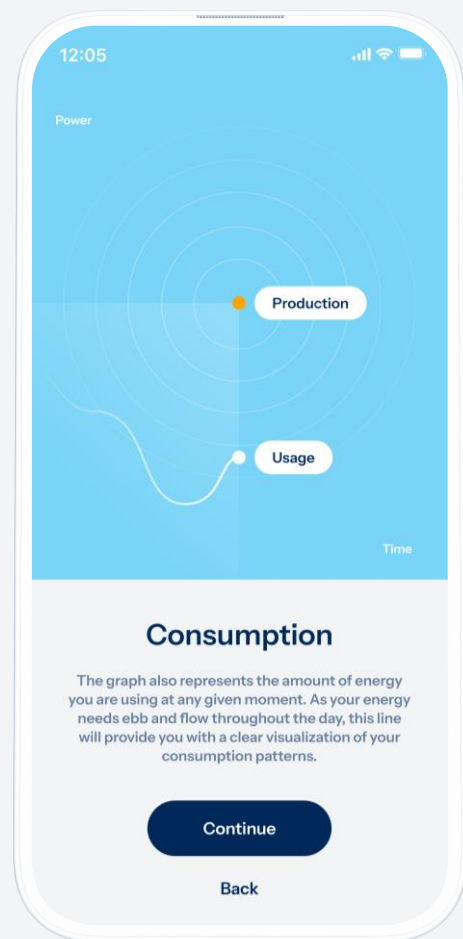 12:05
Power
Production
Usage
Time
Consumption
The graph also represents the amount of energy
you are using at any given moment. As your energy
needs ebb and flow throughout the day, this line
will provide you with a clear visualization of your
consumption patterns.
Continue
Back